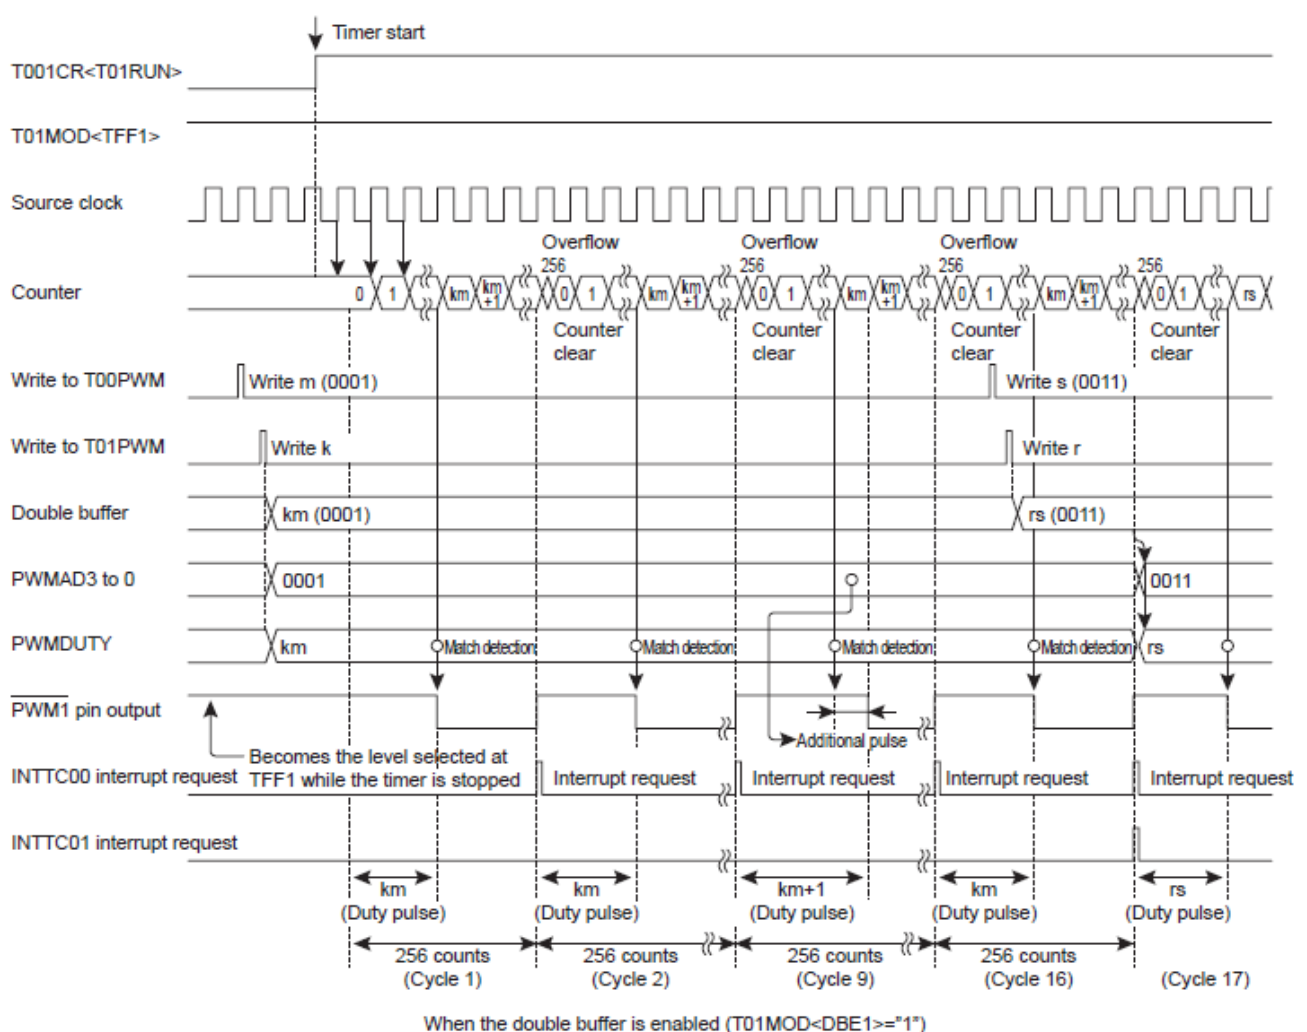 Timer start
T001CR<T01RUN>
T01MOD<TFF1>
Source clock
Overflow Overflow Overflow
256 256 256 256
Counter 0 1 km km+1 0 1 km km+1 0 1 km km+1 0 1 km km+1 0 1 rs
Counter clear Counter clear Counter clear Counter clear
Write to T00PWM Write m (0001) Write s (0011)
Write to T01PWM Write k Write r
Double buffer km (0001) rs (0011)
PWMAD3 to 0 0001 0011
PWMDUTY km Match detection Match detection Match detection Match detection rs
PWM1 pin output
Additional pulse
Becomes the level selected at
TFF1 while the timer is stopped
INTTC00 interrupt request Interrupt request Interrupt request Interrupt request Interrupt request
INTTC01 interrupt request
km km km+1 km rs
(Duty pulse) (Duty pulse) (Duty pulse) (Duty pulse) (Duty pulse)
256 counts 256 counts 256 counts 256 counts
(Cycle 1) (Cycle 2) (Cycle 9) (Cycle 16) (Cycle 17)
When the double buffer is enabled (T01MOD<DBE1>="1")